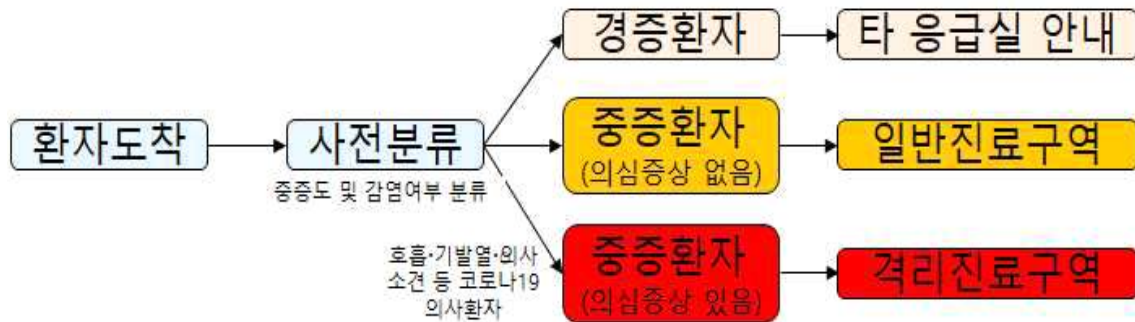 환자도착
사전분류
중증도 및 감염여부 분류
경증환자
타 응급실 안내
중증환자
(의심증상 없음)
일반진료구역
호흡·기발열·의사
소견 등 코로나19
의사환자
중증환자
(의심증상 있음)
격리진료구역